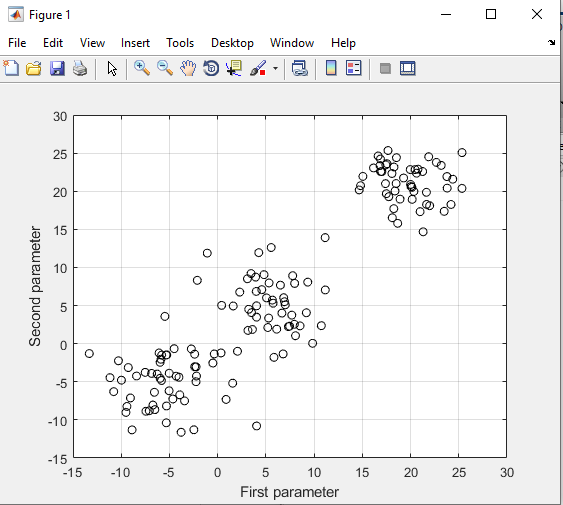 Figure 1
File Edit View Insert Tools Desktop Window Help
30
25
20
15
10
5
0
-5
-10
-15
Second parameter
-15 -10 -5 0 5 10 15 20 25 30
First parameter